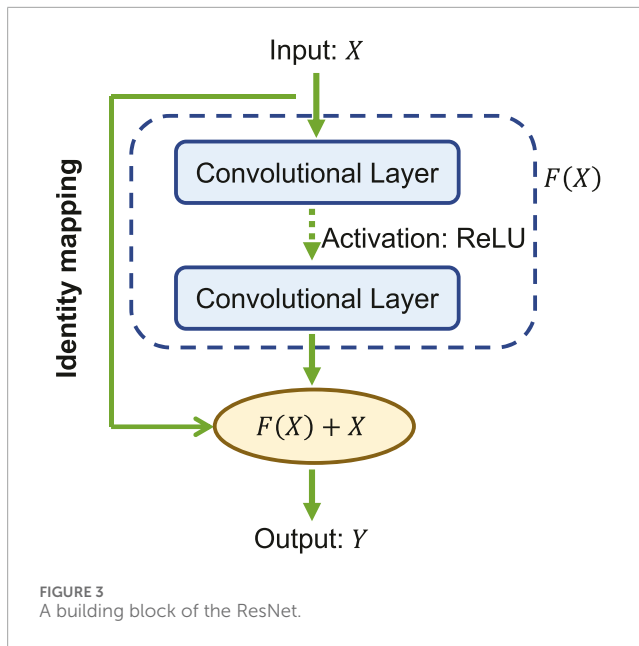 Input: X
Identity mapping
Convolutional Layer
F(X)
Activation: ReLU
Convolutional Layer
F(X) + X
Output: Y
FIGURE 3
A building block of the ResNet.